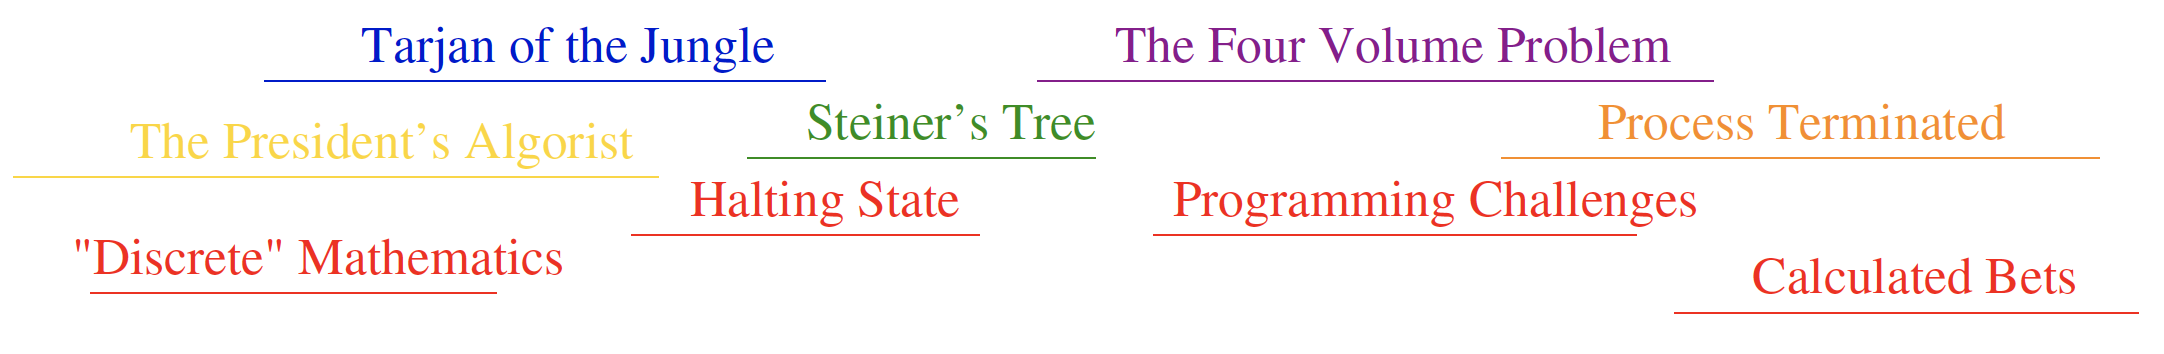 Tarjan of the Jungle
The Four Volume Problem
The President's Algorist
Steiner's Tree
Process Terminated
Halting State
Programming Challenges
"Discrete" Mathematics
Calculated Bets